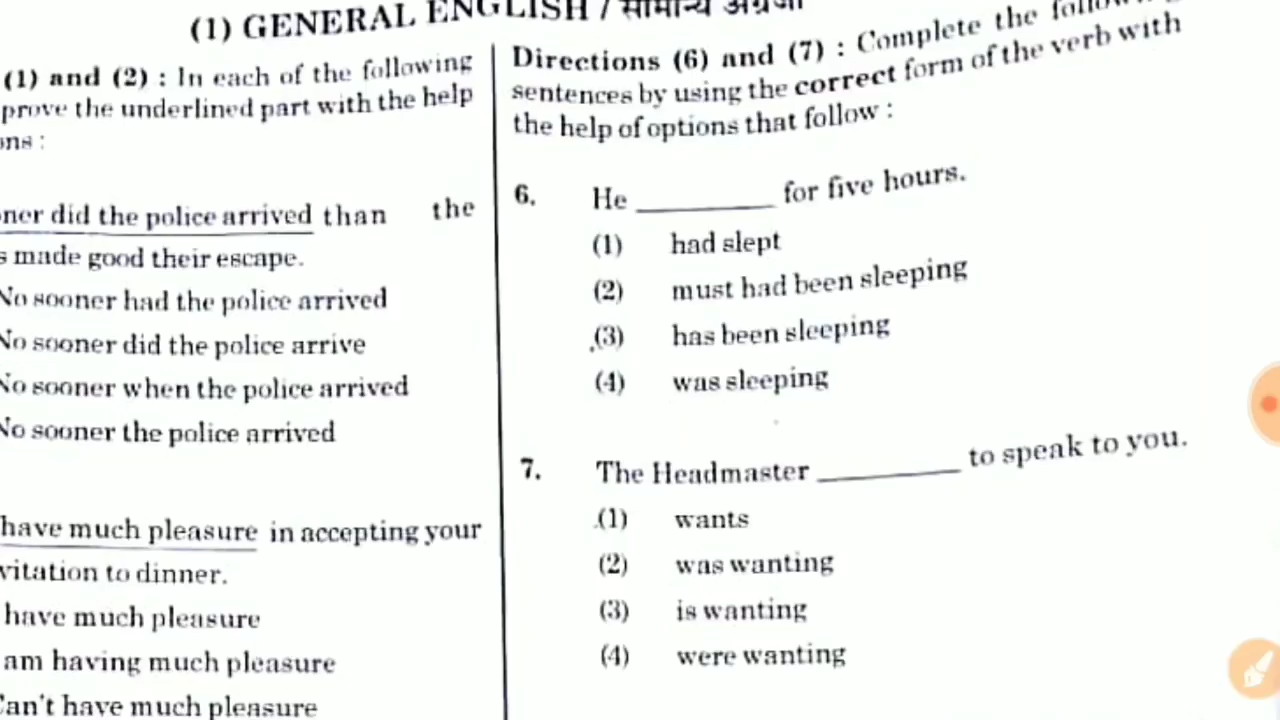 (1) GENERAL ENGLISH / सामान्य अंग्रेजी
(1) and (2) : In each of the following
prove the underlined part with the help
ons :
ner did the police arrived than the
s made good their escape.
No sooner had the police arrived
No sooner did the police arrive
No sooner when the police arrived
No sooner the police arrived
have much pleasure in accepting your
vitation to dinner.
have much pleasure
am having much pleasure
Can't have much pleasure
Directions (6) and (7) : Complete the following
sentences by using the correct form of the verb with
the help of options that follow :
6. He ________ for five hours.
(1) had slept
(2) must had been sleeping
(3) has been sleeping
(4) was sleeping
7. The Headmaster ________ to speak to you.
(1) wants
(2) was wanting
(3) is wanting
(4) were wanting